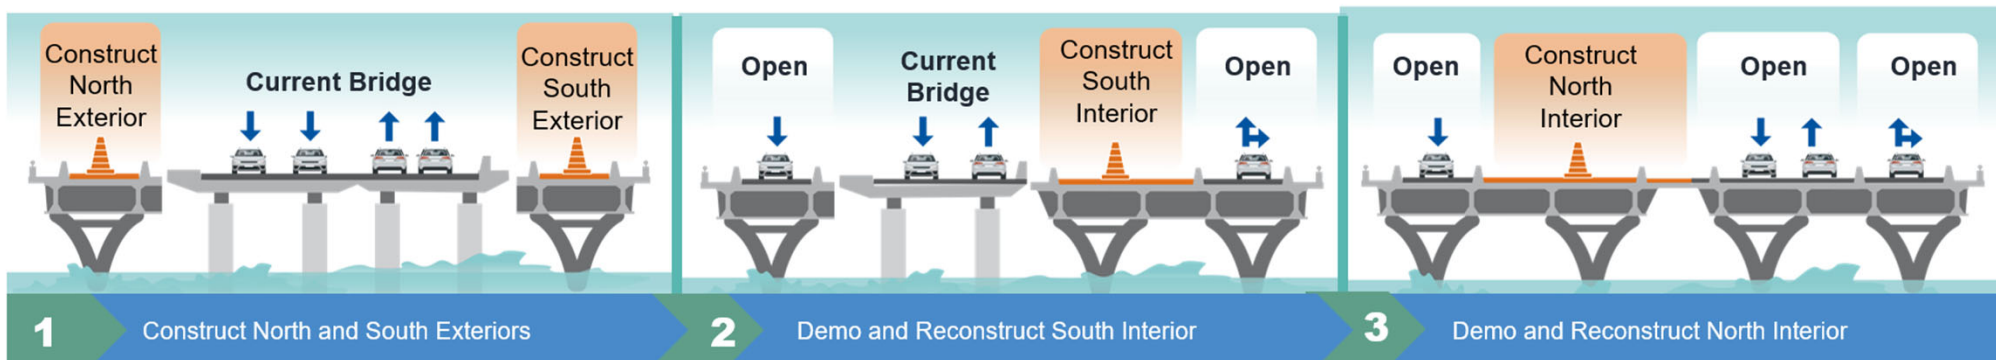 Construct
North
Exterior
Current Bridge
Construct
South
Exterior
1
Construct North and South Exteriors
Open
Current
Bridge
Construct
South
Interior
Open
2
Demo and Reconstruct South Interior
Open
Construct
North
Interior
Open
Open
3
Demo and Reconstruct North Interior